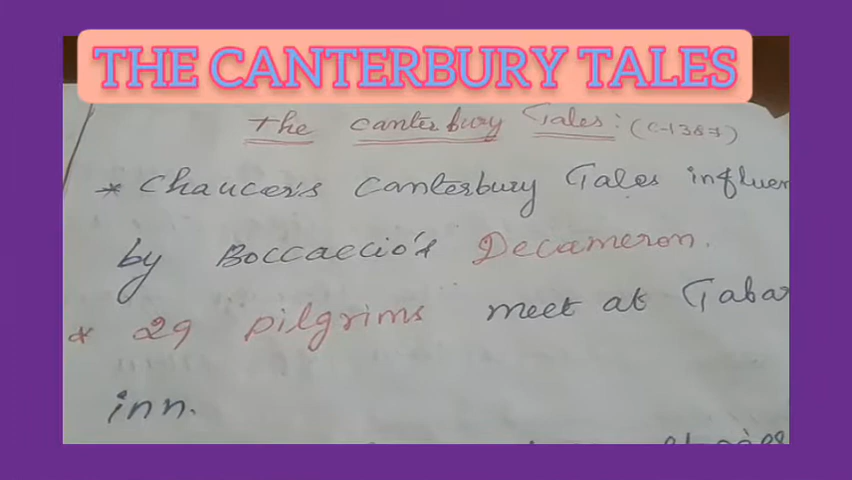 THE CANTERBURY TALES
The Canterbury Tales: (C-1387)
* Chaucer's Canterbury Tales influen
by Boccaccio's Decameron.
* 29 pilgrims meet at Tabar
inn.